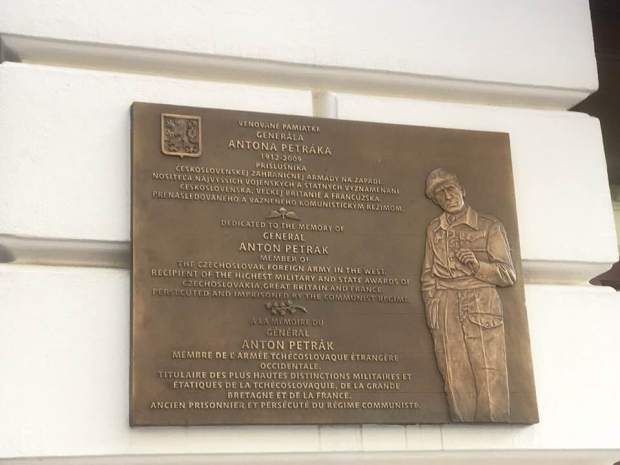 VENOVANÉ PAMIATKE
GENERÁLA
ANTONA PETRÁKA
1912-2009
PRÍSLUŠNÍKA
ČESKOSLOVENSKEJ ZAHRANIČNEJ ARMÁDY NA ZÁPADE.
NOSITEĽA NAJVYŠŠÍCH VOJENSKÝCH A ŠTÁTNYCH VYZNAMENANÍ
ČESKOSLOVENSKA, VEĽKEJ BRITÁNIE A FRANCÚZSKA.
PRENASLEDOVANÉHO A VÄZNENÉHO KOMUNISTICKÝM REŽIMOM.
DEDICATED TO THE MEMORY OF
GENERAL
ANTON PETRÁK
MEMBER OF
THE CZECHOSLOVAK FOREIGN ARMY IN THE WEST.
RECIPIENT OF THE HIGHEST MILITARY AND STATE AWARDS OF
CZECHOSLOVAKIA, GREAT BRITAIN AND FRANCE.
PERSECUTED AND IMPRISONED BY THE COMMUNIST REGIME.
A LA MEMOIRE DU
GÉNÉRAL
ANTON PETRÁK
MEMBRE DE L'ARMÉE TCHÉCOSLOVAQUE ÉTRANGÈRE
OCCIDENTALE.
TITULAIRE DES PLUS HAUTES DISTINCTIONS MILITAIRES ET
ÉTATIQUES DE LA TCHÉCOSLOVAQUIE, DE LA GRANDE
BRETAGNE ET DE LA FRANCE.
ANCIEN PRISONNIER ET PERSÉCUTÉ DU RÉGIME COMMUNISTE.